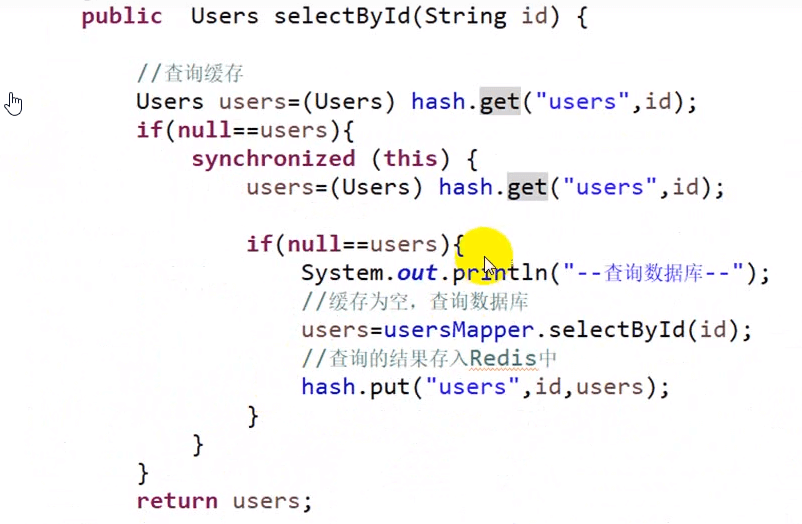 public  Users selectById(String id) {
//查询缓存
Users users=(Users) hash.get("users",id);
if(null==users){
synchronized (this) {
users=(Users) hash.get("users",id);
if(null==users){
System.out.println("--查询数据库--");
//缓存为空，查询数据库
users=usersMapper.selectById(id);
//查询的结果存入Redis中
hash.put("users",id,users);
}
}
}
return users;